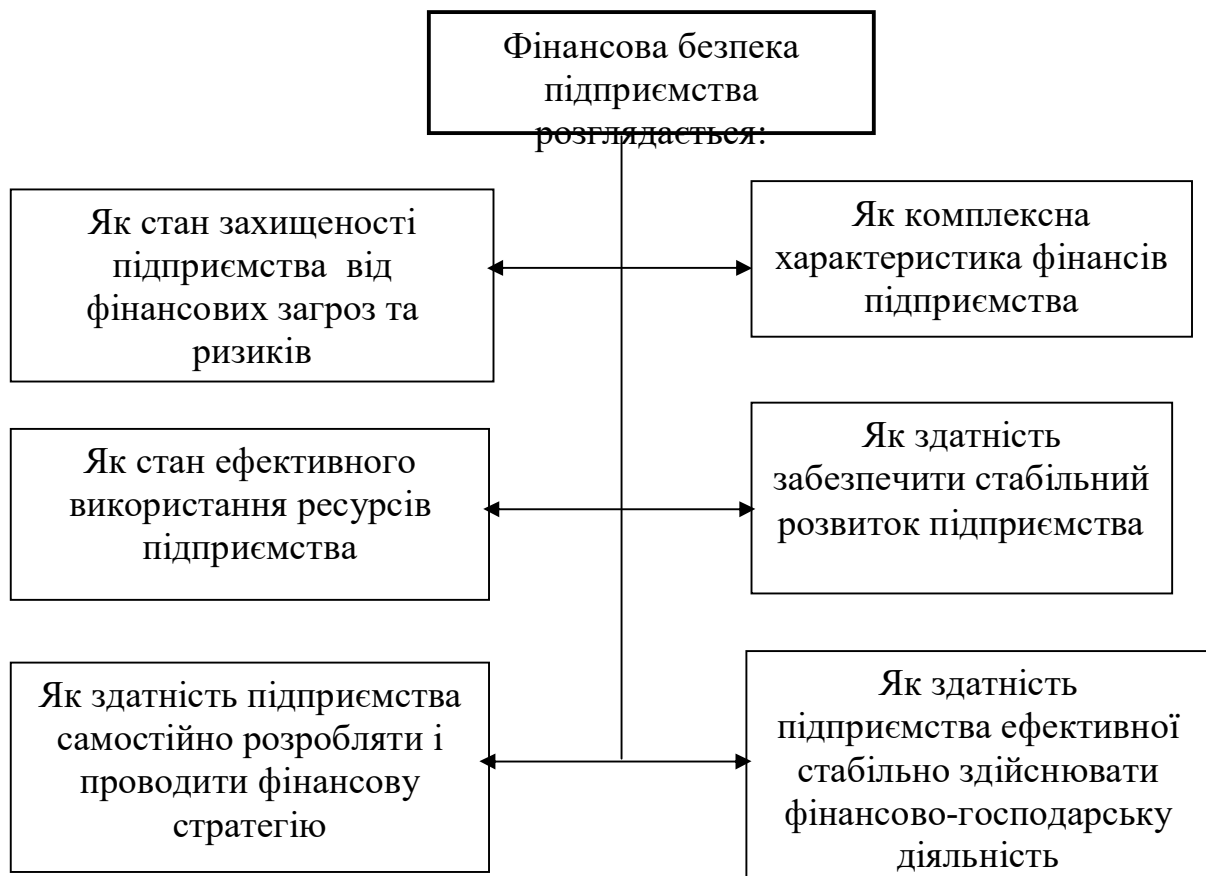 Фінансова безпека
підприємства
розглядається:
Як стан захищеності
підприємства від
фінансових загроз та
ризиків
Як комплексна
характеристика фінансів
підприємства
Як стан ефективного
використання ресурсів
підприємства
Як здатність
забезпечити стабільний
розвиток підприємства
Як здатність підприємства
самостійно розробляти і
проводити фінансову
стратегію
Як здатність
підприємства ефективної
стабільно здійснювати
фінансово-господарську
діяльність